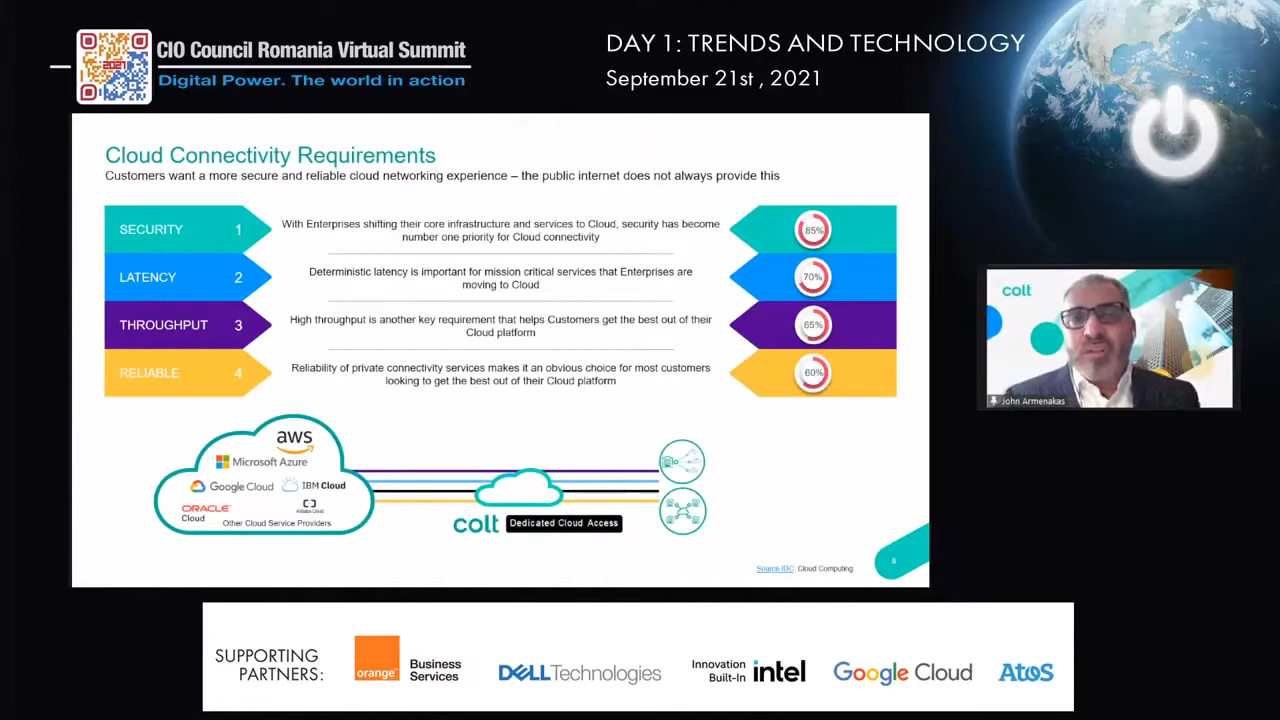 CIO Council Romania Virtual Summit
Digital Power. The world in action
2021
DAY 1: TRENDS AND TECHNOLOGY
September 21st , 2021
Cloud Connectivity Requirements
Customers want a more secure and reliable cloud networking experience – the public internet does not always provide this
SECURITY 1
With Enterprises shifting their core infrastructure and services to Cloud, security has become
number one priority for Cloud connectivity
85%
LATENCY 2
Deterministic latency is important for mission critical services that Enterprises are
moving to Cloud
70%
THROUGHPUT 3
High throughput is another key requirement that helps Customers get the best out of their
Cloud platform
65%
RELIABLE 4
Reliability of private connectivity services makes it an obvious choice for most customers
looking to get the best out of their Cloud platform
60%
aws
Microsoft Azure
Google Cloud
IBM Cloud
ORACLE
Cloud
Alibaba Cloud
Other Cloud Service Providers
colt Dedicated Cloud Access
Source IDC: Cloud Computing
8
colt
John Armenakas
SUPPORTING
PARTNERS:
orange
Business
Services
DELL Technologies
Innovation
Built-In
intel
Google Cloud
Atos